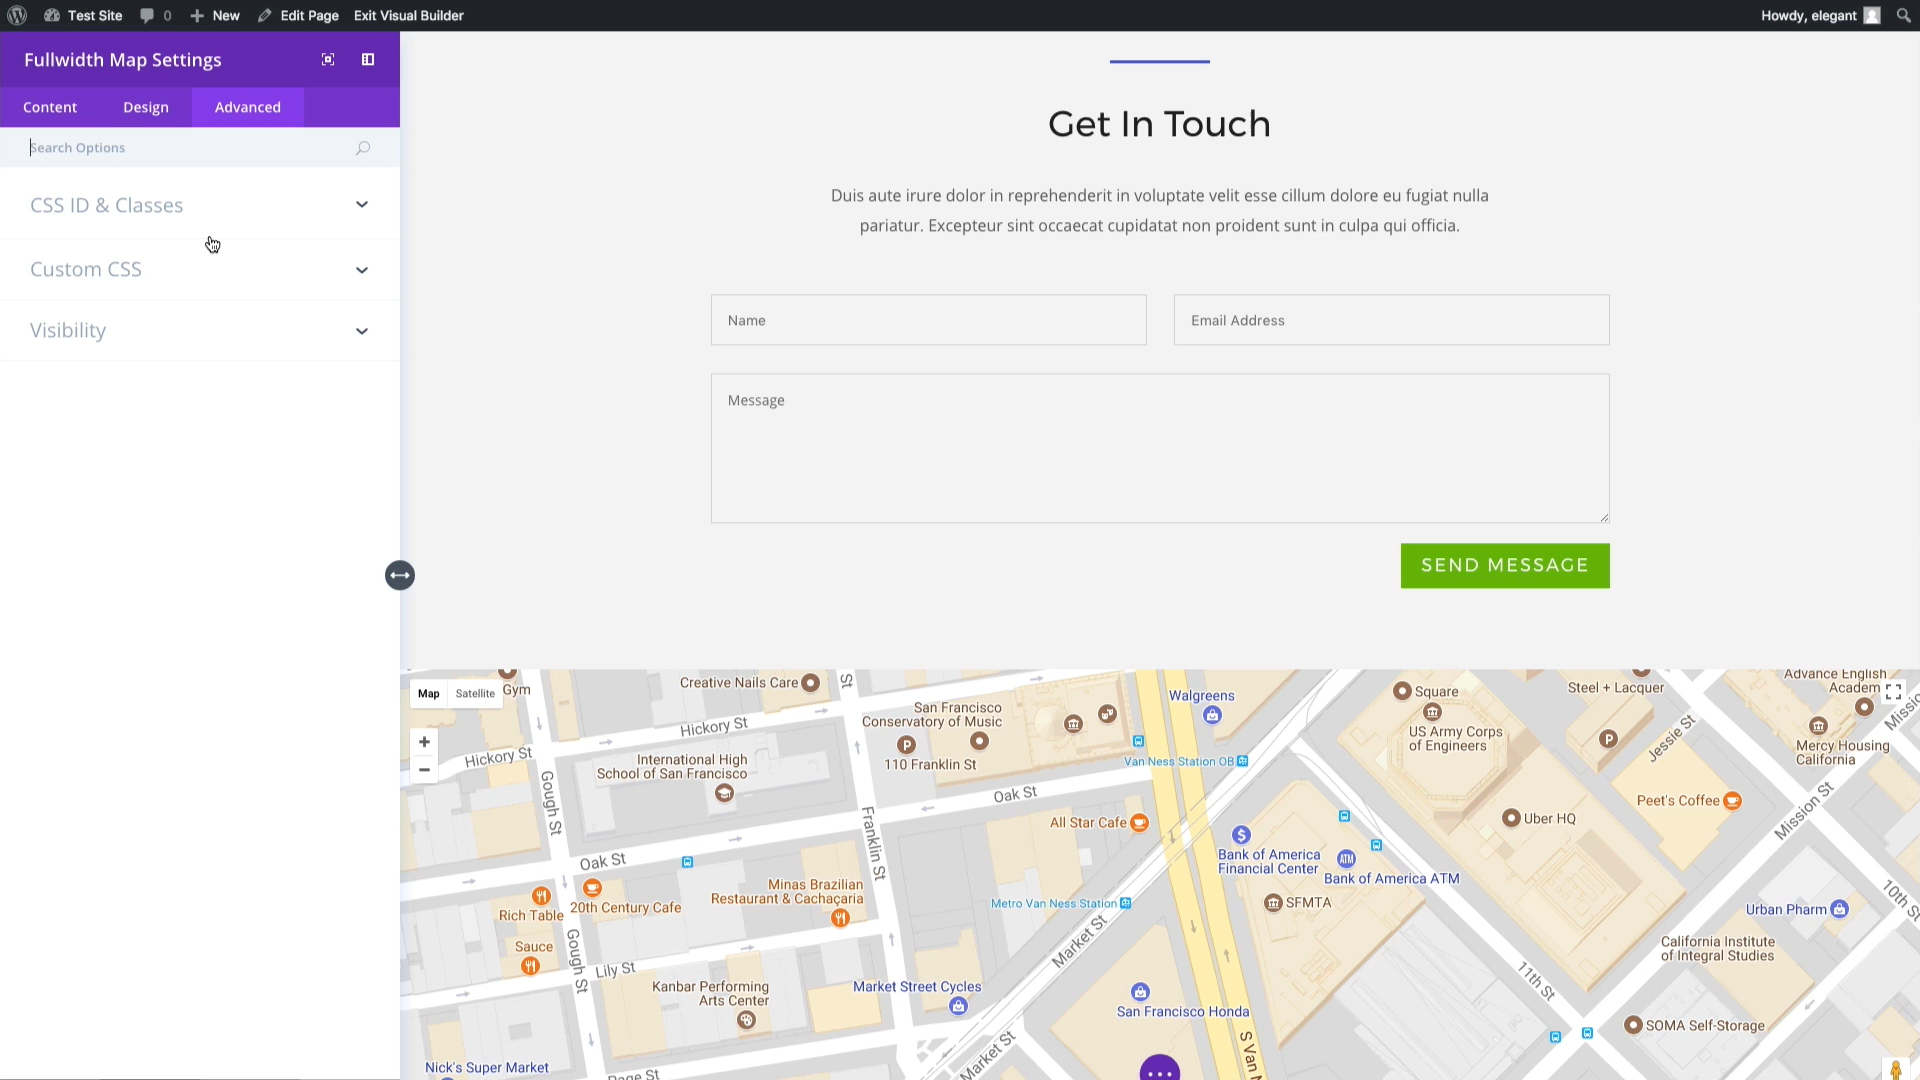 Test Site
0
New
Edit Page
Exit Visual Builder
Howdy, elegant
Fullwidth Map Settings
Content
Design
Advanced
Search Options
CSS ID & Classes
Custom CSS
Visibility
Get In Touch
Duis aute irure dolor in reprehenderit in voluptate velit esse cillum dolore eu fugiat nulla
pariatur. Excepteur sint occaecat cupidatat non proident sunt in culpa qui officia.
Name
Email Address
Message
SEND MESSAGE
Map
Satellite
Gym
Creative Nails Care
St
San Francisco
Conservatory of Music
Walgreens
Square
Steel + Lacquer
Advance English
Academ
Hickory St
Hickory St
International High
School of San Francisco
P
110 Franklin St
Van Ness Station OB
US Army Corps
of Engineers
P
Jessie St
Mercy Housing
California
Gough St
Oak St
All Star Cafe
Franklin St
Peet's Coffee
Mission St
Uber HQ
$
Bank of America
Financial Center
ATM
Bank of America ATM
Oak St
Minas Brazilian
Restaurant & Cachaçaria
Rich Table
20th Century Cafe
Metro Van Ness Station
SFMTA
10th St
Urban Pharm
Sauce
Gough St
Lily St
Market St
California Institute
of Integral Studies
11th St
Kanbar Performing
Arts Center
Market Street Cycles
San Francisco Honda
SOMA Self-Storage
Market St
S Van
Nick's Super Market
Page St